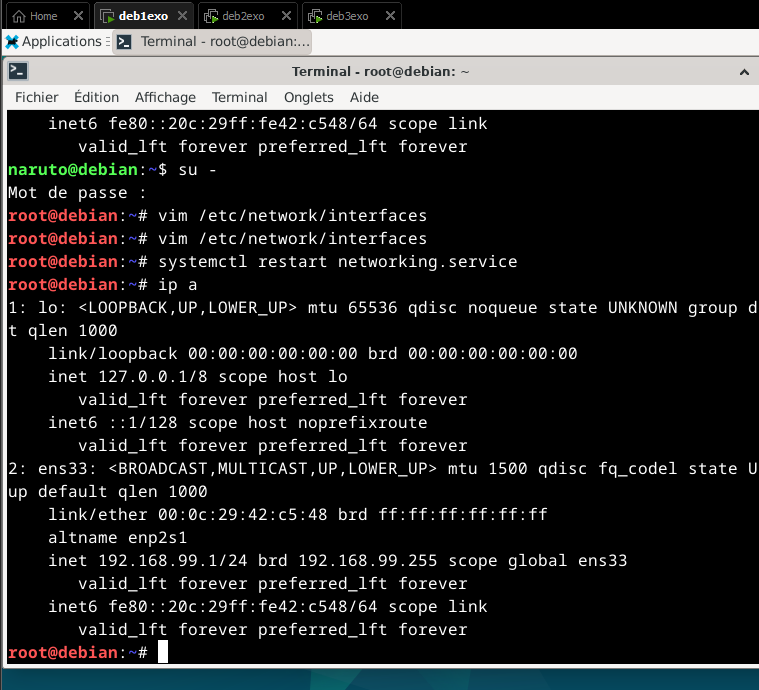 Home deb1exo deb2exo deb3exo
Applications Terminal - root@debian:...
Terminal - root@debian: ~
Fichier Édition Affichage Terminal Onglets Aide
inet6 fe80::20c:29ff:fe42:c548/64 scope link
valid_lft forever preferred_lft forever
naruto@debian:~$ su -
Mot de passe :
root@debian:~# vim /etc/network/interfaces
root@debian:~# vim /etc/network/interfaces
root@debian:~# systemctl restart networking.service
root@debian:~# ip a
1: lo: <LOOPBACK,UP,LOWER_UP> mtu 65536 qdisc noqueue state UNKNOWN group d
t qlen 1000
link/loopback 00:00:00:00:00:00 brd 00:00:00:00:00:00
inet 127.0.0.1/8 scope host lo
valid_lft forever preferred_lft forever
inet6 ::1/128 scope host noprefixroute
valid_lft forever preferred_lft forever
2: ens33: <BROADCAST,MULTICAST,UP,LOWER_UP> mtu 1500 qdisc fq_codel state U
up default qlen 1000
link/ether 00:0c:29:42:c5:48 brd ff:ff:ff:ff:ff:ff
altname enp2s1
inet 192.168.99.1/24 brd 192.168.99.255 scope global ens33
valid_lft forever preferred_lft forever
inet6 fe80::20c:29ff:fe42:c548/64 scope link
valid_lft forever preferred_lft forever
root@debian:~#